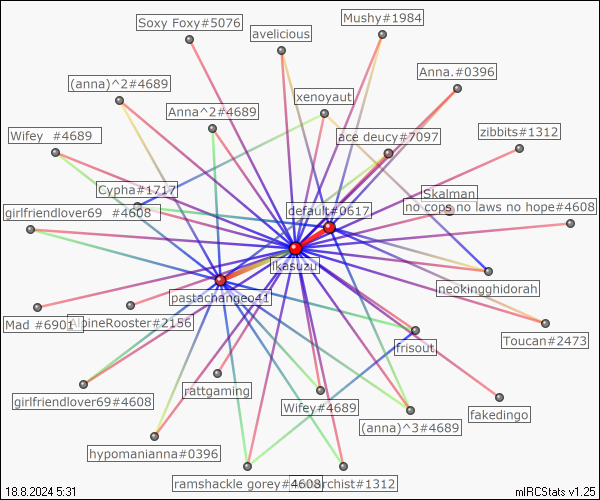 Soxy Foxy#5076
Mushy#1984
avelicious
Anna.#0396
(anna)^2#4689
xenoyaut
Anna^2#4689
zibbits#1312
Wifey #4689
ace deucy#7097
Cypha#1717
Skalman
no cops no laws no hope#4608
girlfriendlover69 #4608
default#0617
ikasuzu
neokingghidorah
pastachangeo41
Mad #6901
AlpineRooster#2156
Toucan#2473
frisout
rattgaming
girlfriendlover69#4608
Wifey#4689
fakedingo
(anna)^3#4689
hypomanianna#0396
ramshackle gorey#4608
#1312
18.8.2024 5:31
mIRCStats v1.25